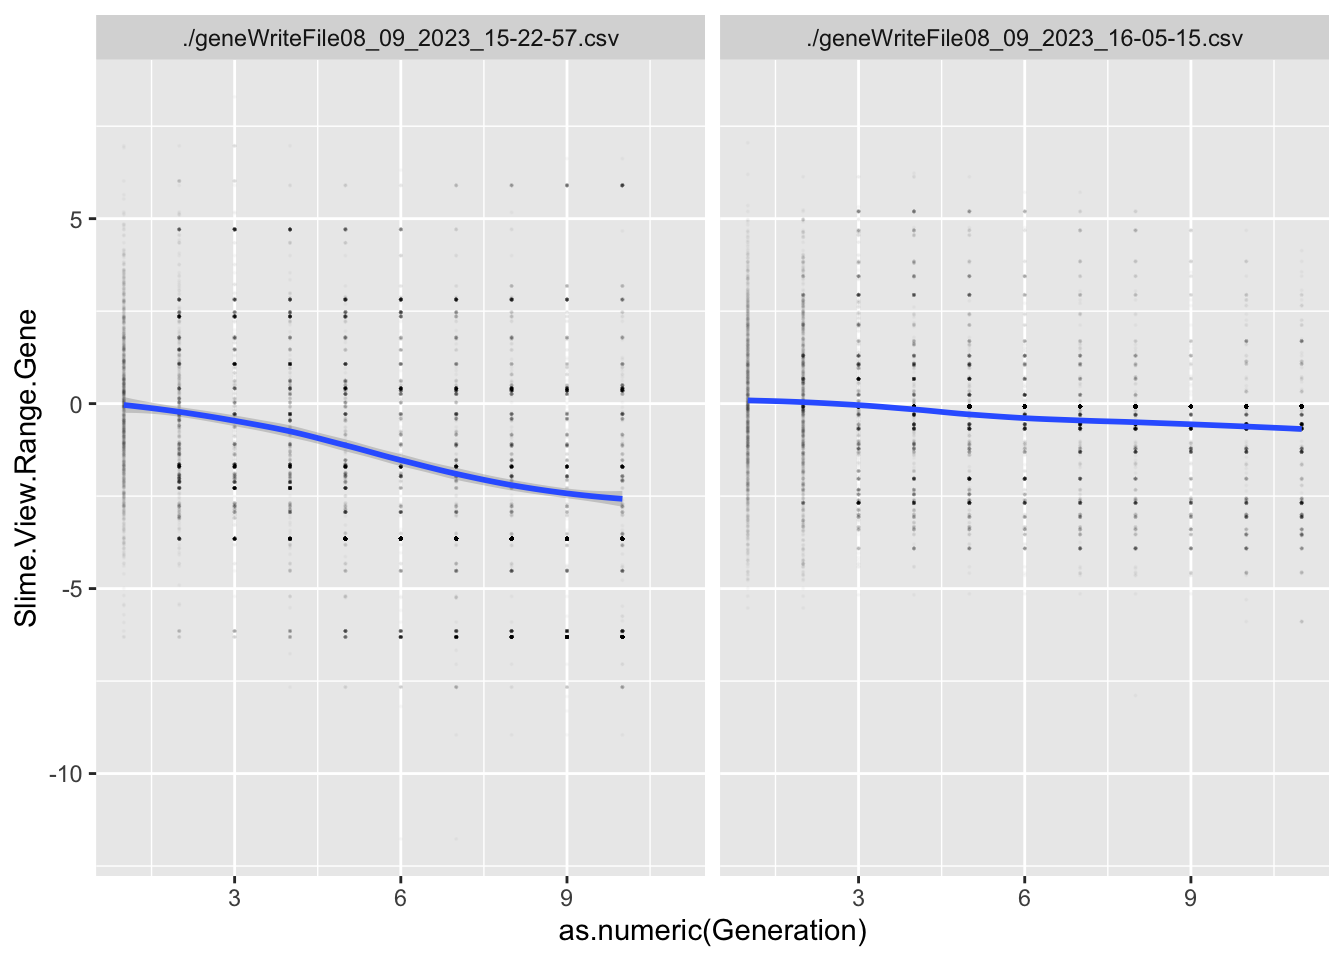 ./geneWriteFile08_09_2023_15-22-57.csv
./geneWriteFile08_09_2023_16-05-15.csv
Slime.View.Range.Gene
5
0
-5
-10
3
6
9
3
6
9
as.numeric(Generation)